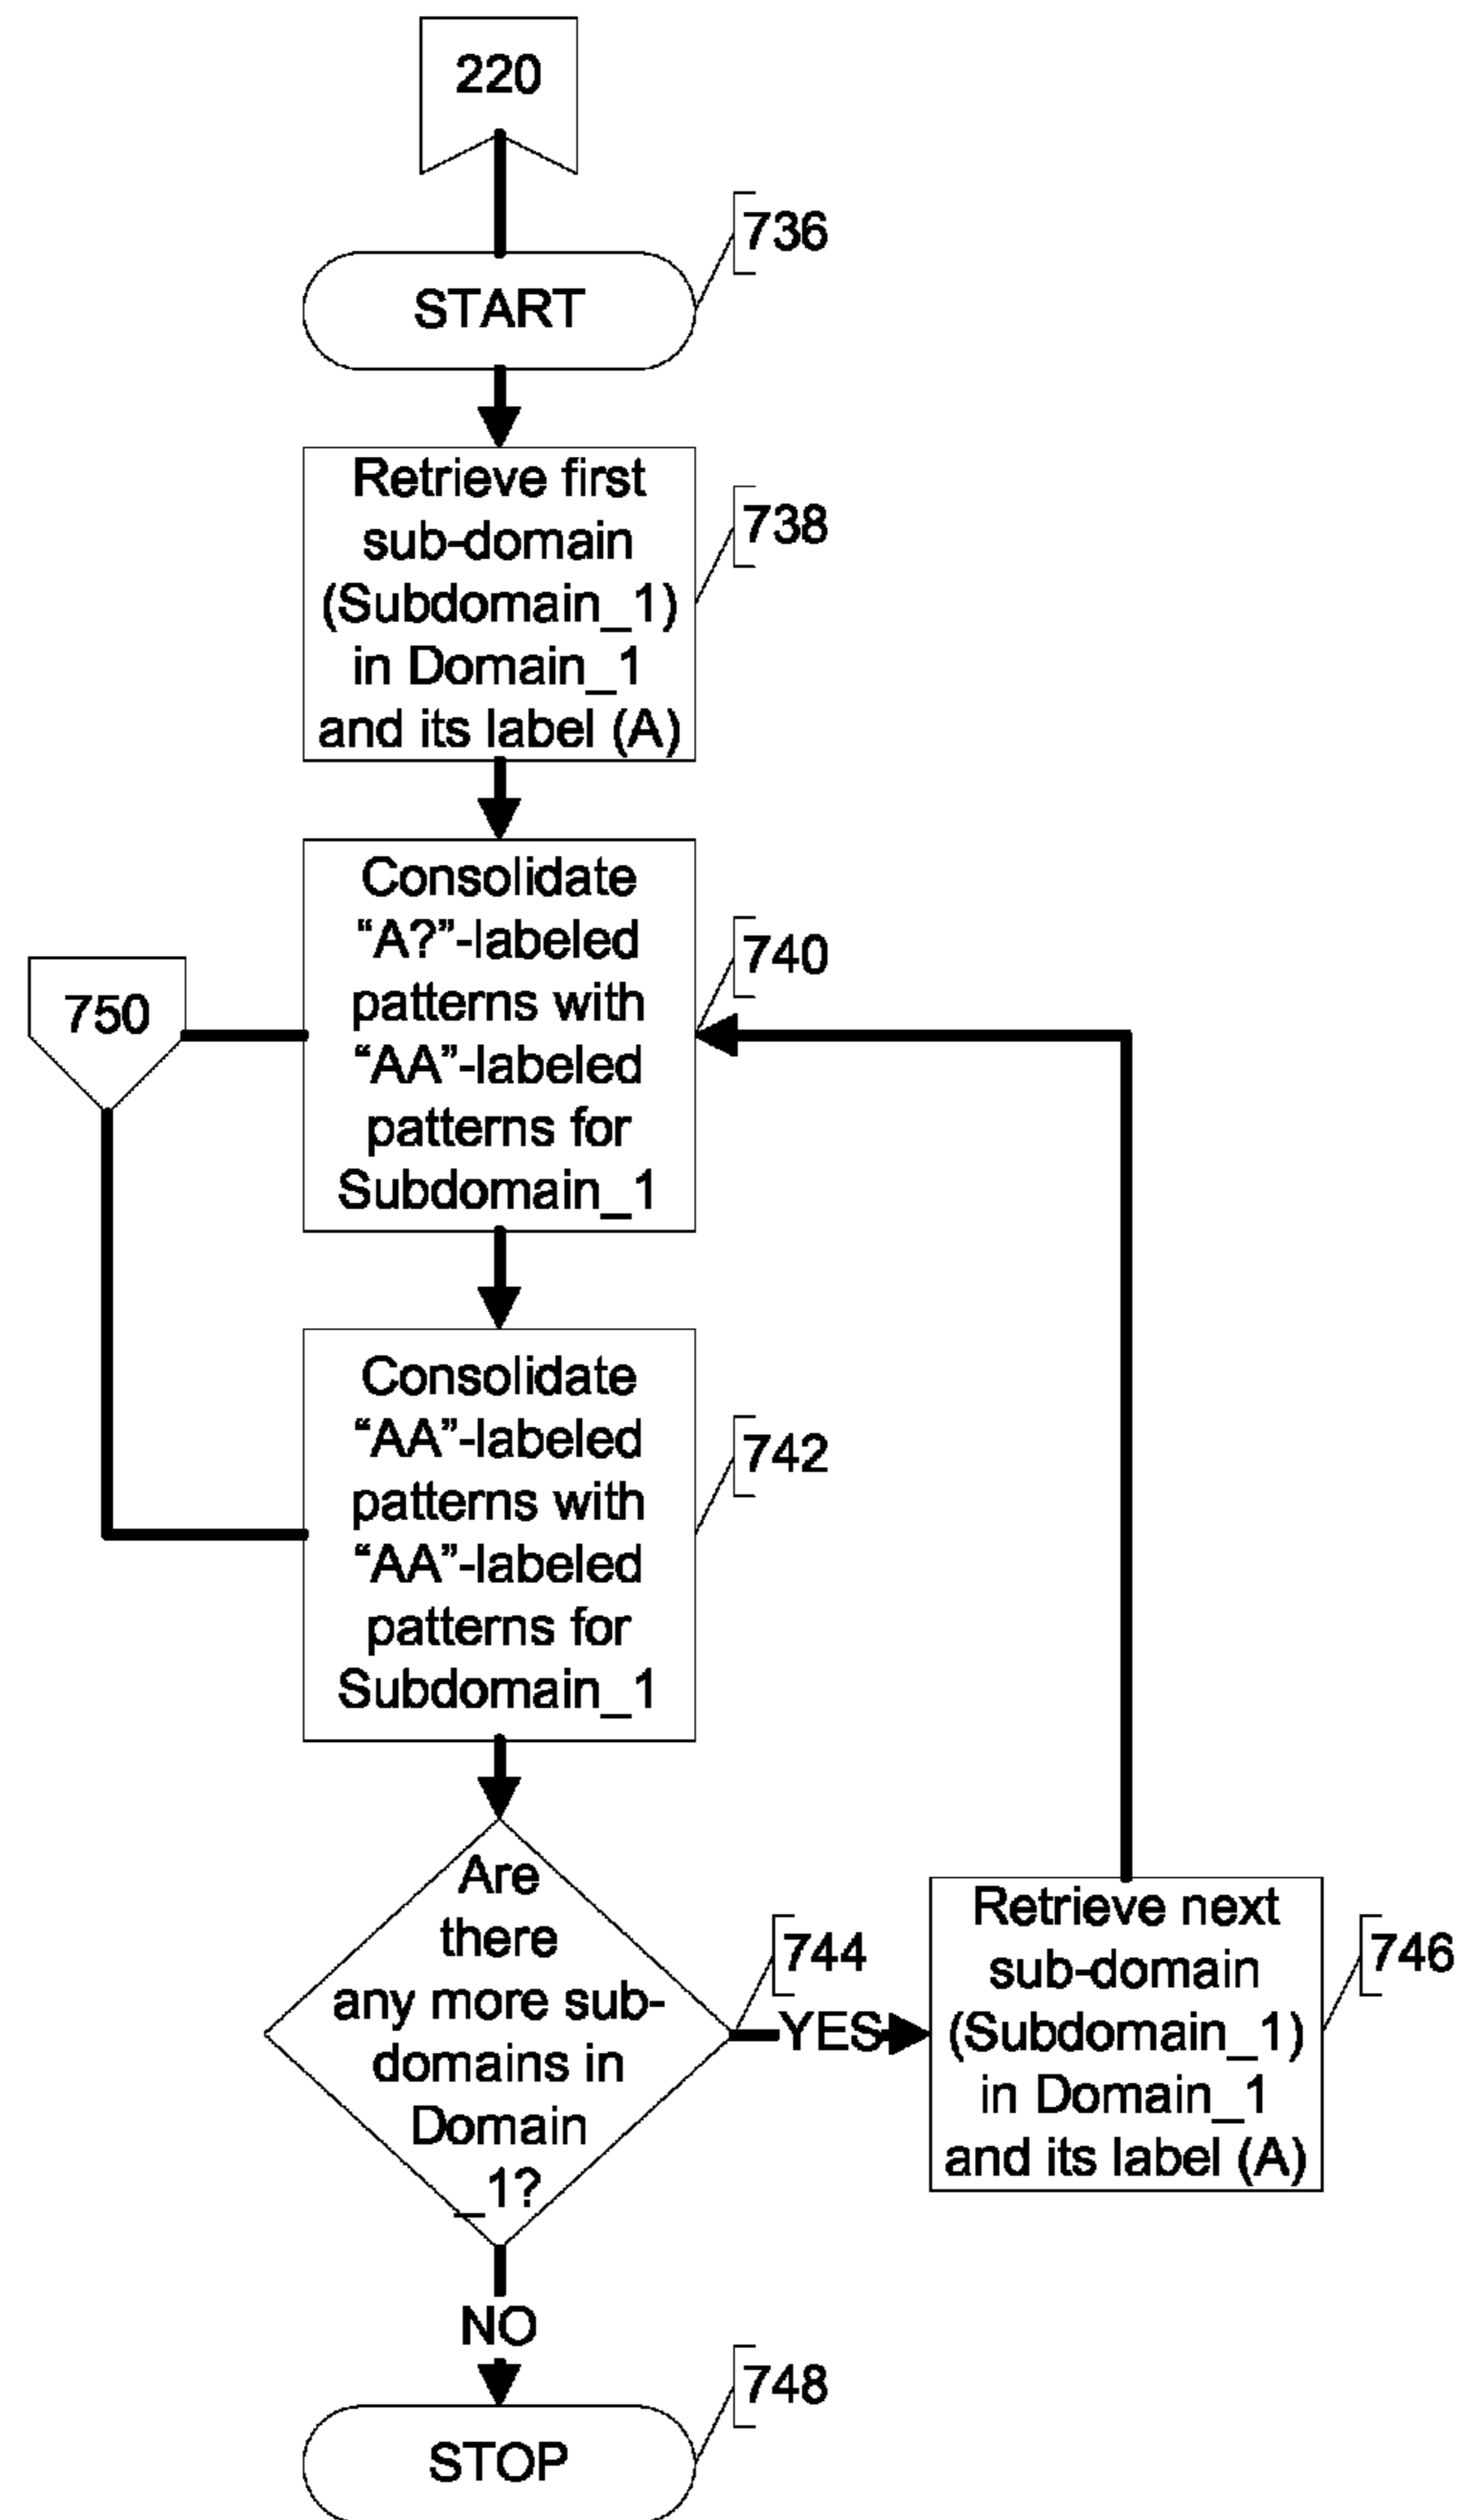 220
736
START
Retrieve first
sub-domain
(Subdomain_1)
in Domain_1
and its label (A)
738
Consolidate
“A?”-labeled
patterns with
“AA”-labeled
patterns for
Subdomain_1
740
750
Consolidate
“AA”-labeled
patterns with
“AA”-labeled
patterns for
Subdomain_1
742
Are
there
any more sub-
domains in
Domain
_1?
744
YES
Retrieve next
sub-domain
(Subdomain_1)
in Domain_1
and its label (A)
746
NO
748
STOP